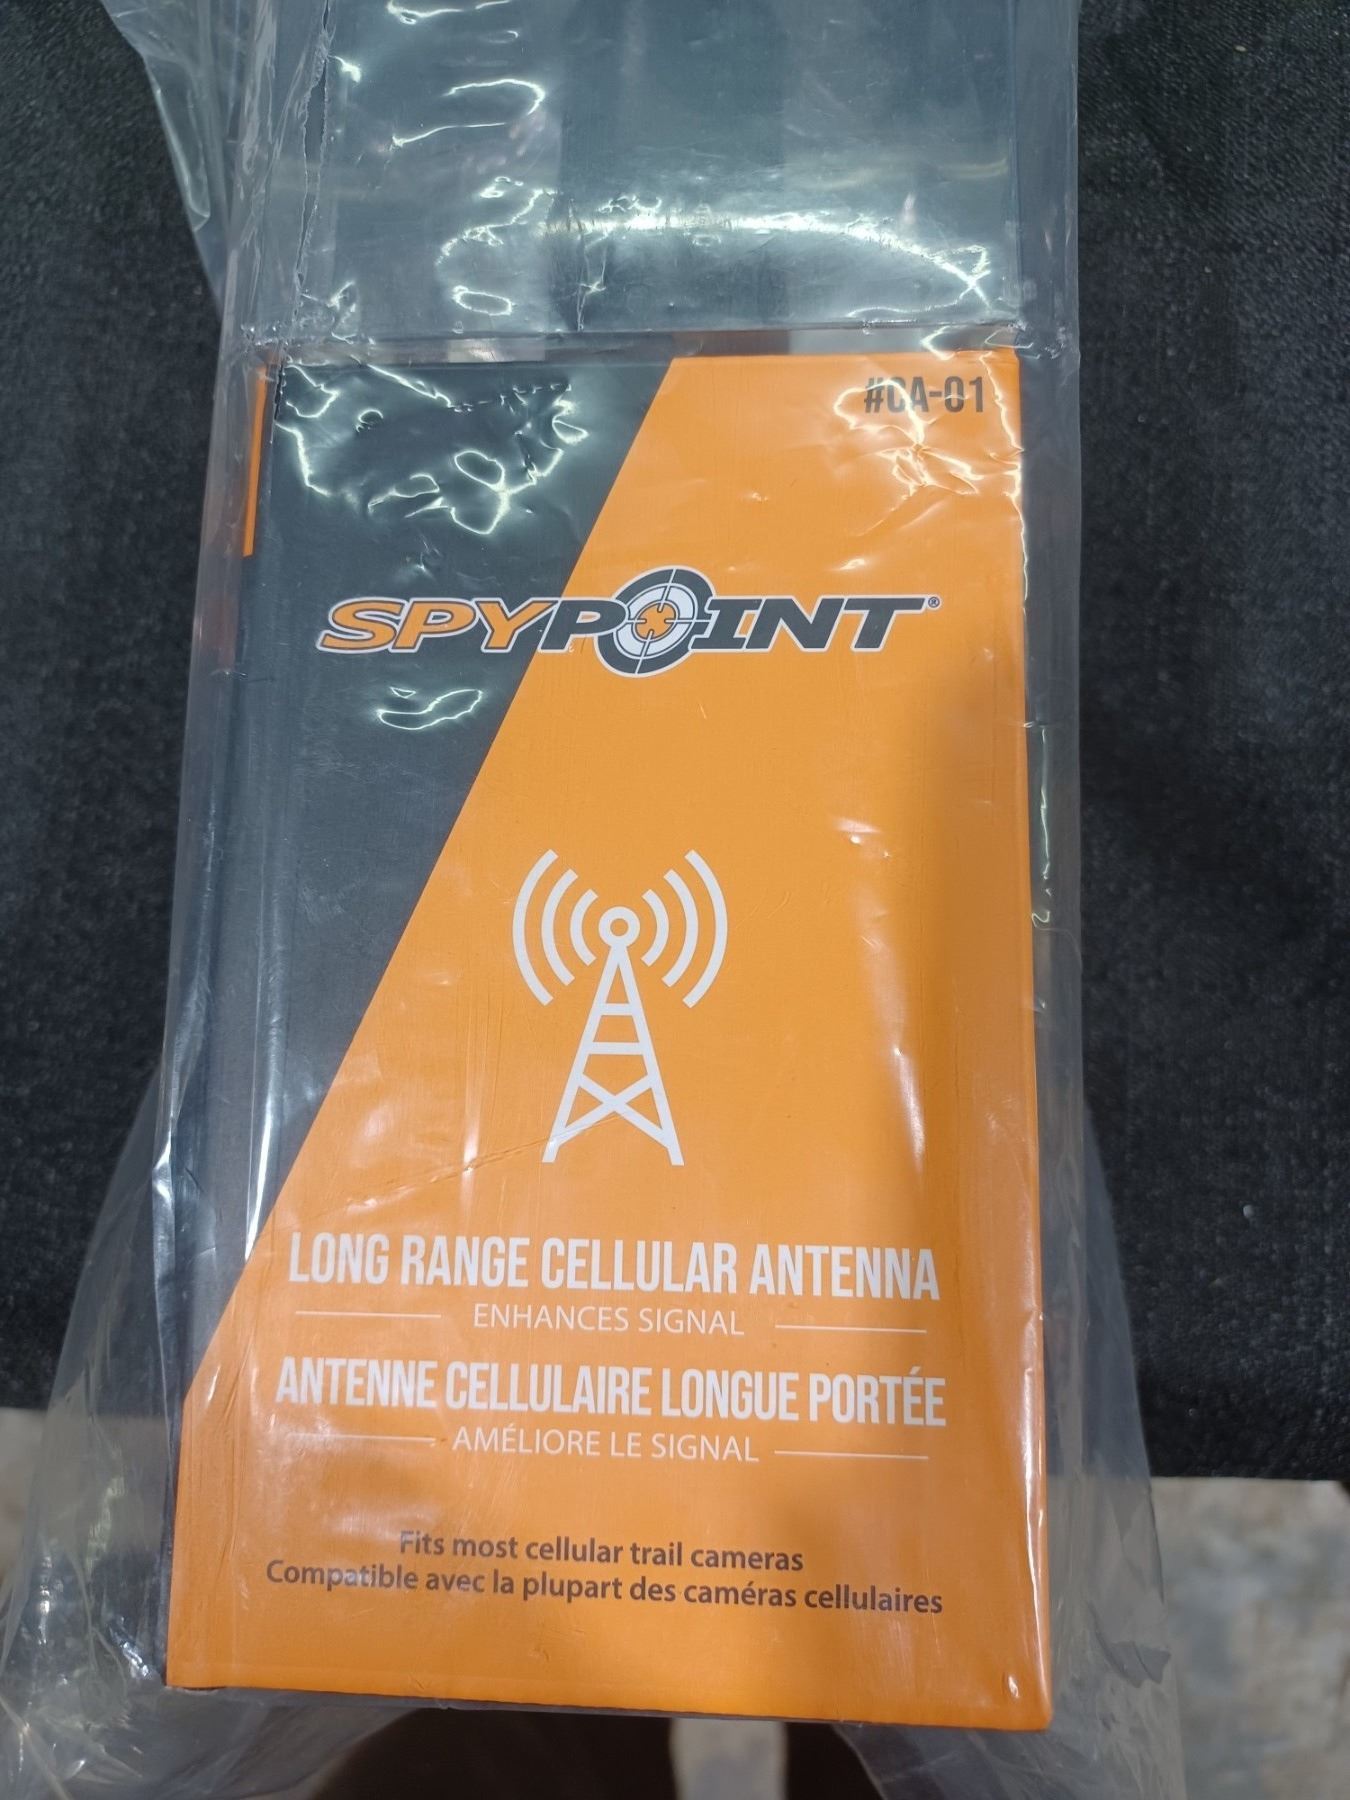 #CA-01
SPYPOINT®
LONG RANGE CELLULAR ANTENNA
ENHANCES SIGNAL
ANTENNE CELLULAIRE LONGUE PORTÉE
AMÉLIORE LE SIGNAL
Fits most cellular trail cameras
Compatible avec la plupart des caméras cellulaires